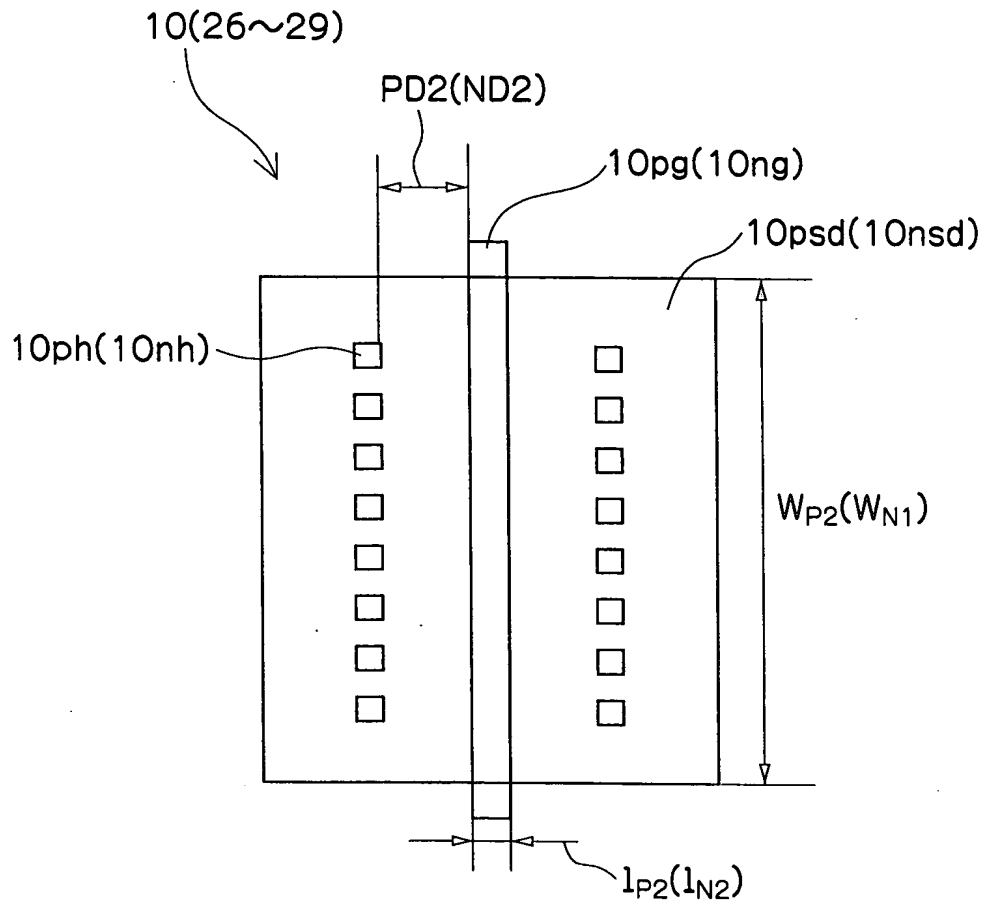 10(26~29)
PD2(ND2)
10pg(10ng)
10psd(10nsd)
10ph(10nh)
WP2(WN1)
lP2(lN2)